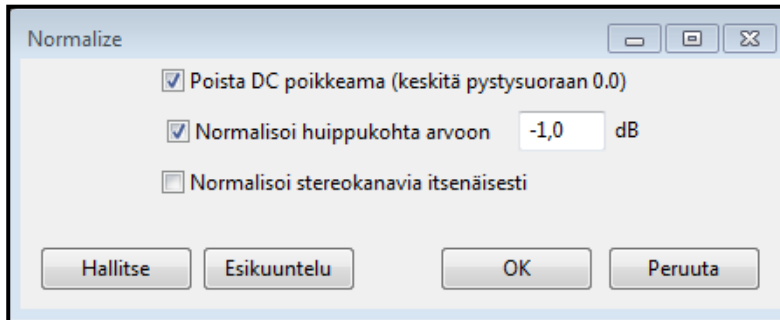 Normalize
Poista DC poikkeama (keskitä pystysuoraan 0.0)
Normalisoi huippukohta arvoon -1,0 dB
Normalisoi stereokanavia itsenäisesti
Hallitse Esikuuntelu OK Peruuta